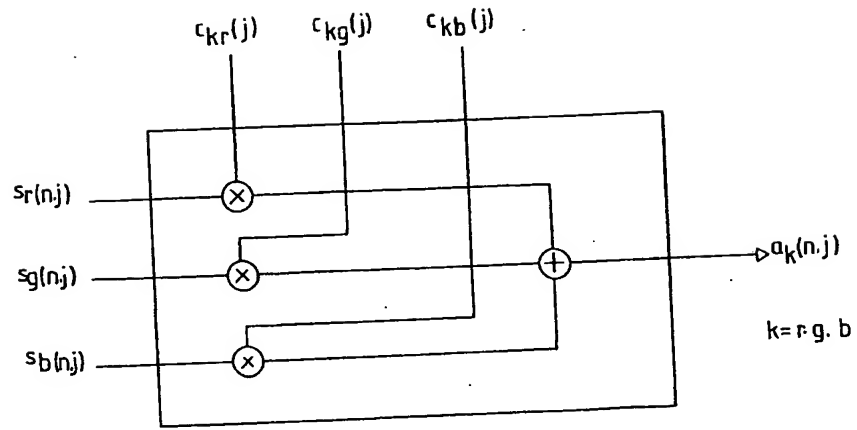 ckr(j) ckg(j) ckb(j)
sr(n,j)
×
sg(n,j)
×
+
ak(n,j)
sb(n,j)
×
k=r. g. b